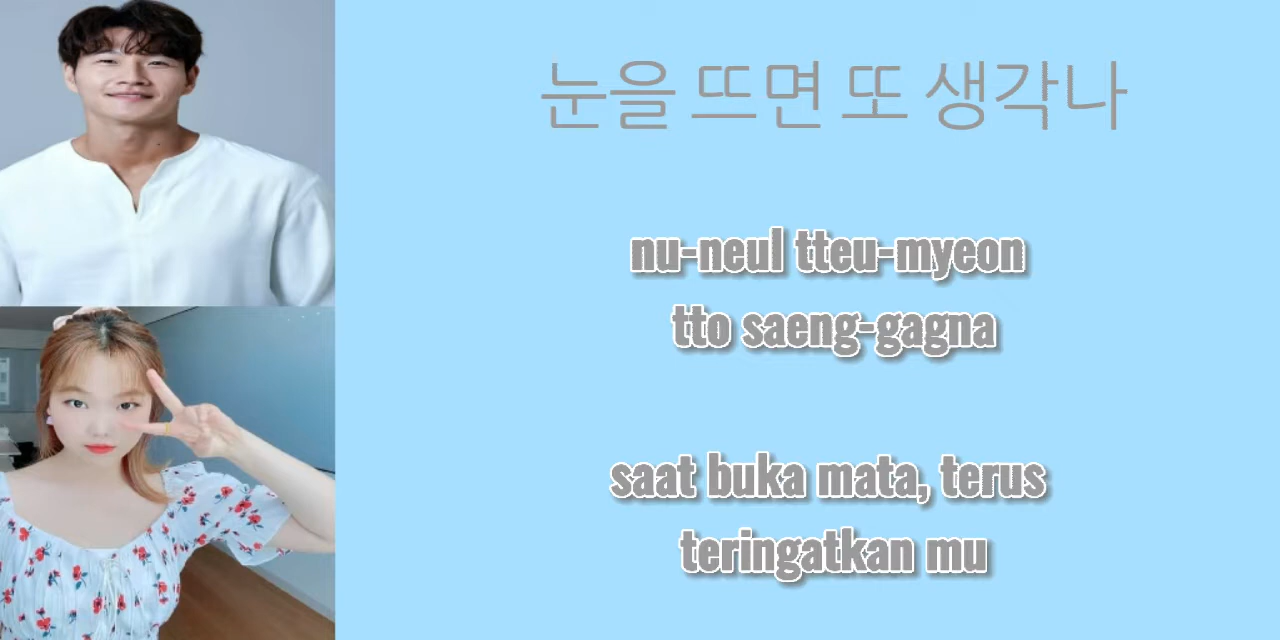 눈을 뜨면 또 생각나
nu-neul tteu-myeon
tto saeng-gagna
saat buka mata, terus
teringatkan mu